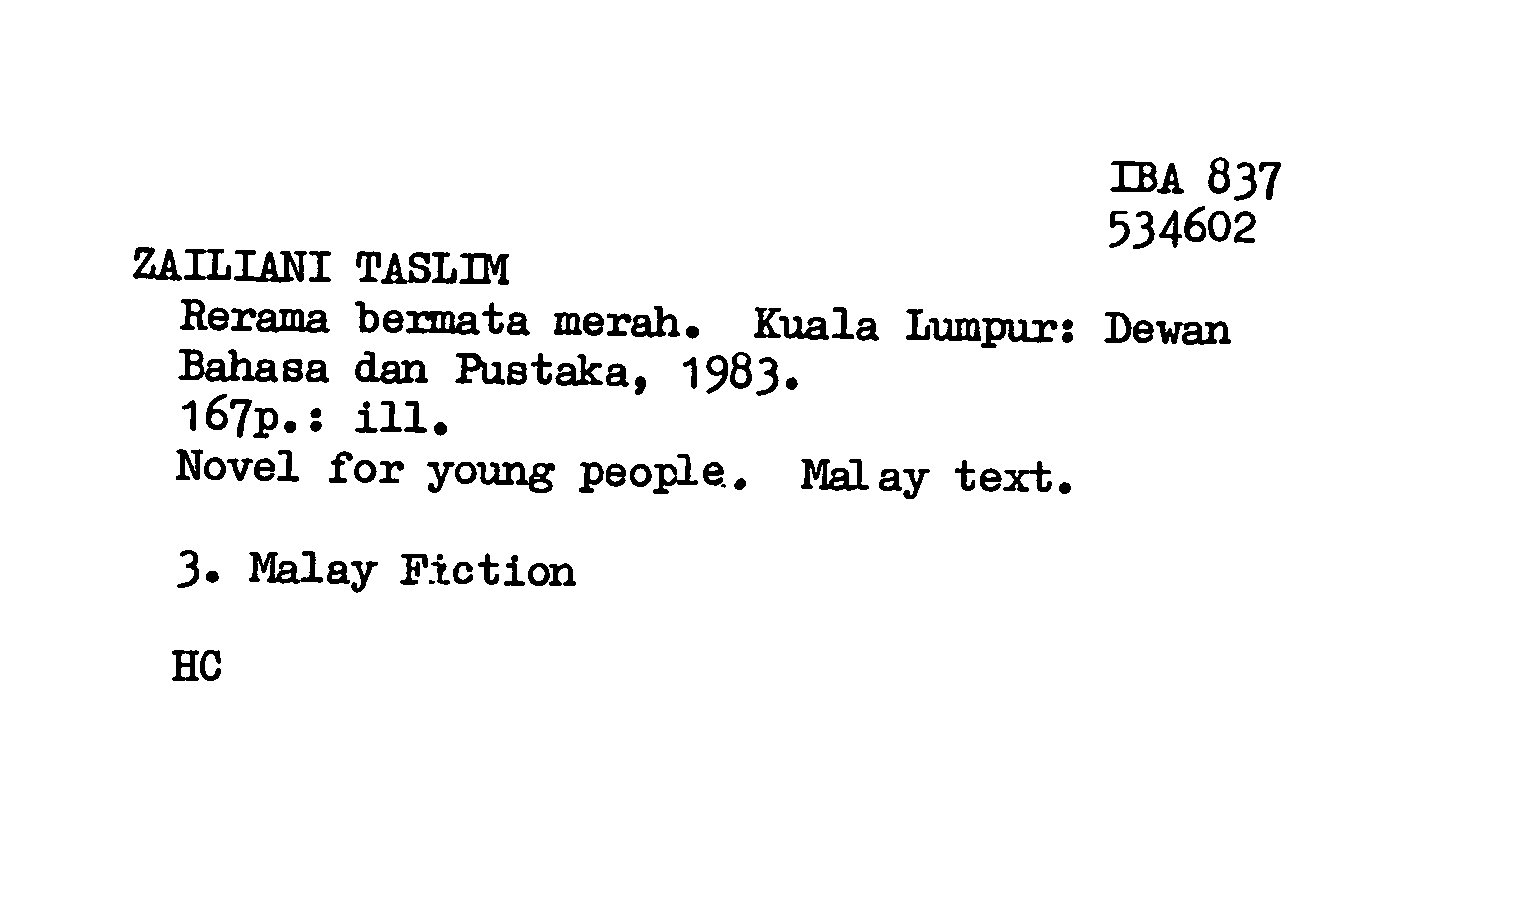 IBA 837
534602
ZAILIANI TASLIM
Rerama bermata merah. Kuala Lumpur: Dewan
Bahasa dan Pustaka, 1983.
167p.: ill.
Novel for young people. Malay text.
3. Malay Fiction
HC